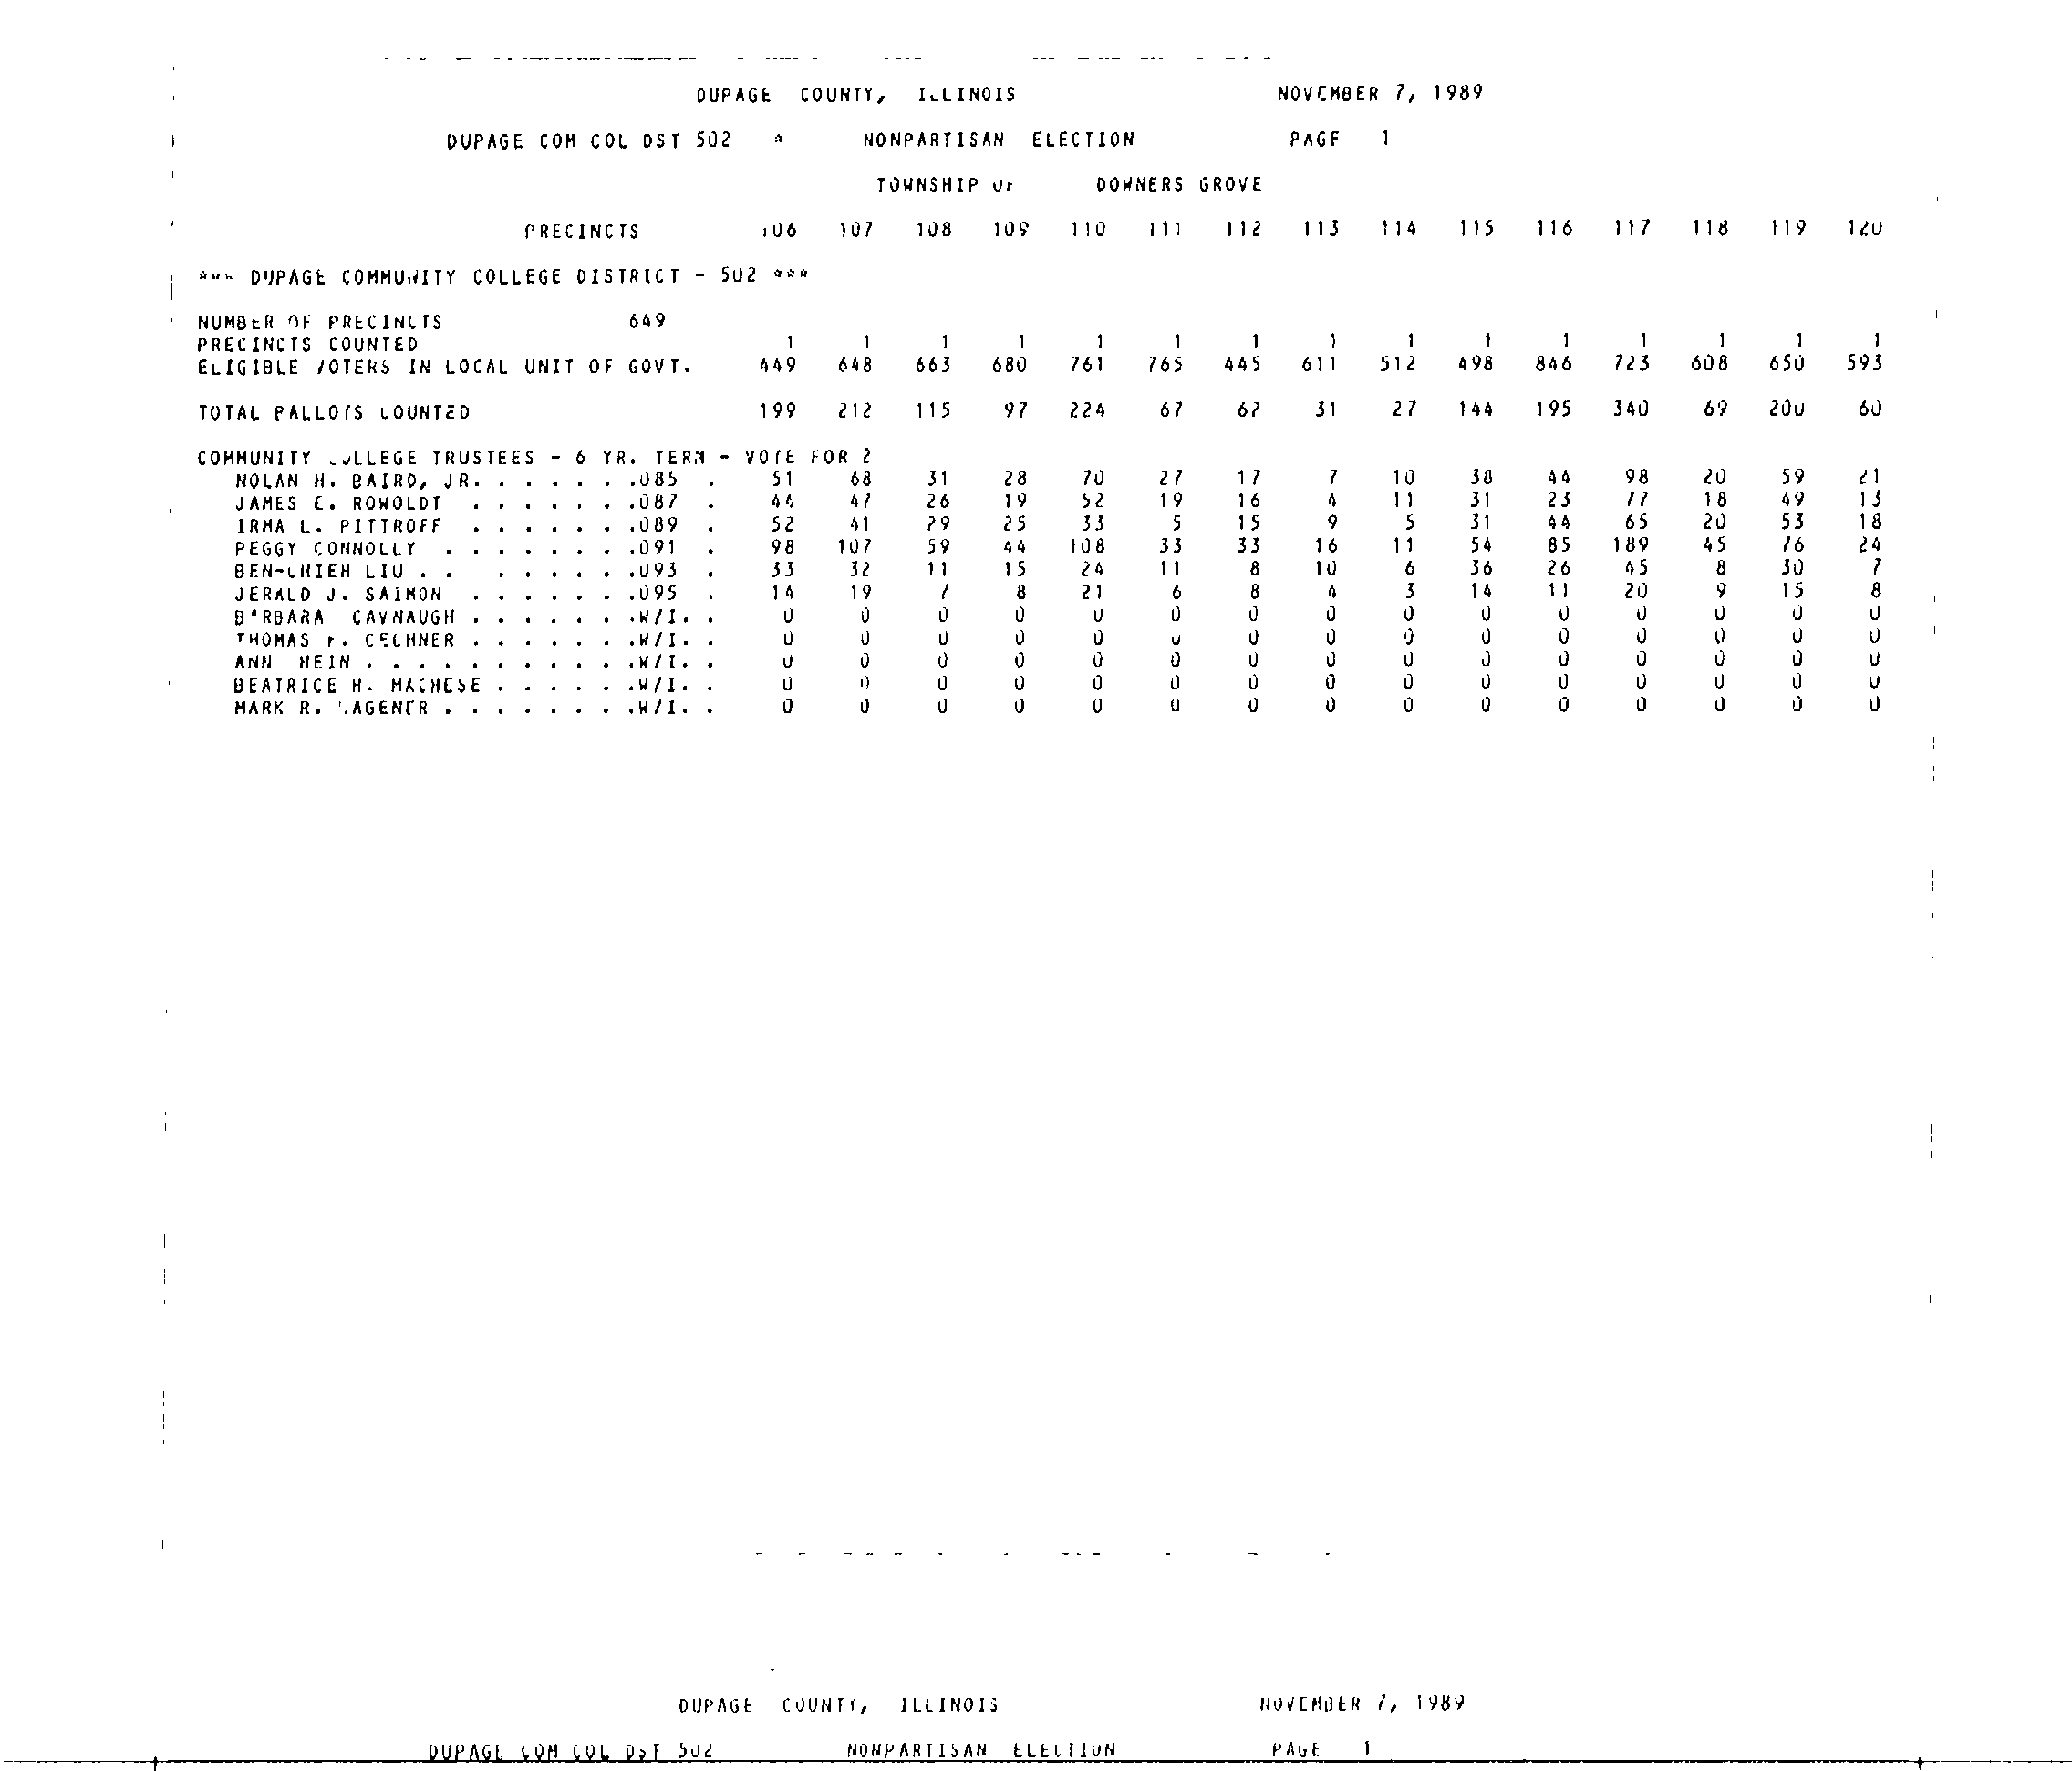 DUPAGE COUNTY, ILLINOIS NOVEMBER 7, 1989
DUPAGE COM COL DST 502 * NONPARTISAN ELECTION PAGE 1
TOWNSHIP OF DOWNERS GROVE
PRECINCTS 106 107 108 109 110 111 112 113 114 115 116 117 118 119 120
*** DUPAGE COMMUNITY COLLEGE DISTRICT - 502 ***
NUMBER OF PRECINCTS 649
PRECINCTS COUNTED 1 1 1 1 1 1 1 1 1 1 1 1 1 1 1
ELIGIBLE VOTERS IN LOCAL UNIT OF GOVT. 449 648 663 680 761 765 445 611 512 498 846 723 608 650 593
TOTAL BALLOTS COUNTED 199 212 115 97 224 67 62 31 27 144 195 340 69 200 60
COMMUNITY COLLEGE TRUSTEES - 6 YR. TERM - VOTE FOR 2
NOLAN H. BAIRD, JR. . . . . . .085 . 51 68 31 28 70 27 17 7 10 38 44 98 20 59 21
JAMES E. ROWOLDT . . . . . . .087 . 44 47 26 19 52 19 16 4 11 31 23 77 18 49 13
IRMA L. PITTROFF . . . . . . .089 . 52 41 29 25 33 5 15 9 5 31 44 65 20 53 18
PEGGY CONNOLLY . . . . . . . .091 . 98 107 59 44 108 33 33 16 11 54 85 189 45 76 24
BEN-CHIEH LIU . . . . . . . .093 . 33 32 11 15 24 11 8 10 6 36 26 45 8 30 7
JERALD J. SAIMON . . . . . . .095 . 14 19 7 8 21 6 8 4 3 14 11 20 9 15 8
BARBARA CAVNAUGH . . . . . . .W/I. . 0 0 0 0 0 0 0 0 0 0 0 0 0 0 0
THOMAS . . . . . . .W/I. . 0 0 0 0 0 0 0 0 0 0 0 0 0 0 0
ANN HEIN . . . . . . . . . . .W/I. . 0 0 0 0 0 0 0 0 0 0 0 0 0 0 0
BEATRICE H. . . . . . .W/I. . 0 0 0 0 0 0 0 0 0 0 0 0 0 0 0
MARK R. WAGENER . . . . . . . .W/I. . 0 0 0 0 0 0 0 0 0 0 0 0 0 0 0
DUPAGE COUNTY, ILLINOIS NOVEMBER 7, 1989
DUPAGE COM COL DST 502 NONPARTISAN ELECTION PAGE 1